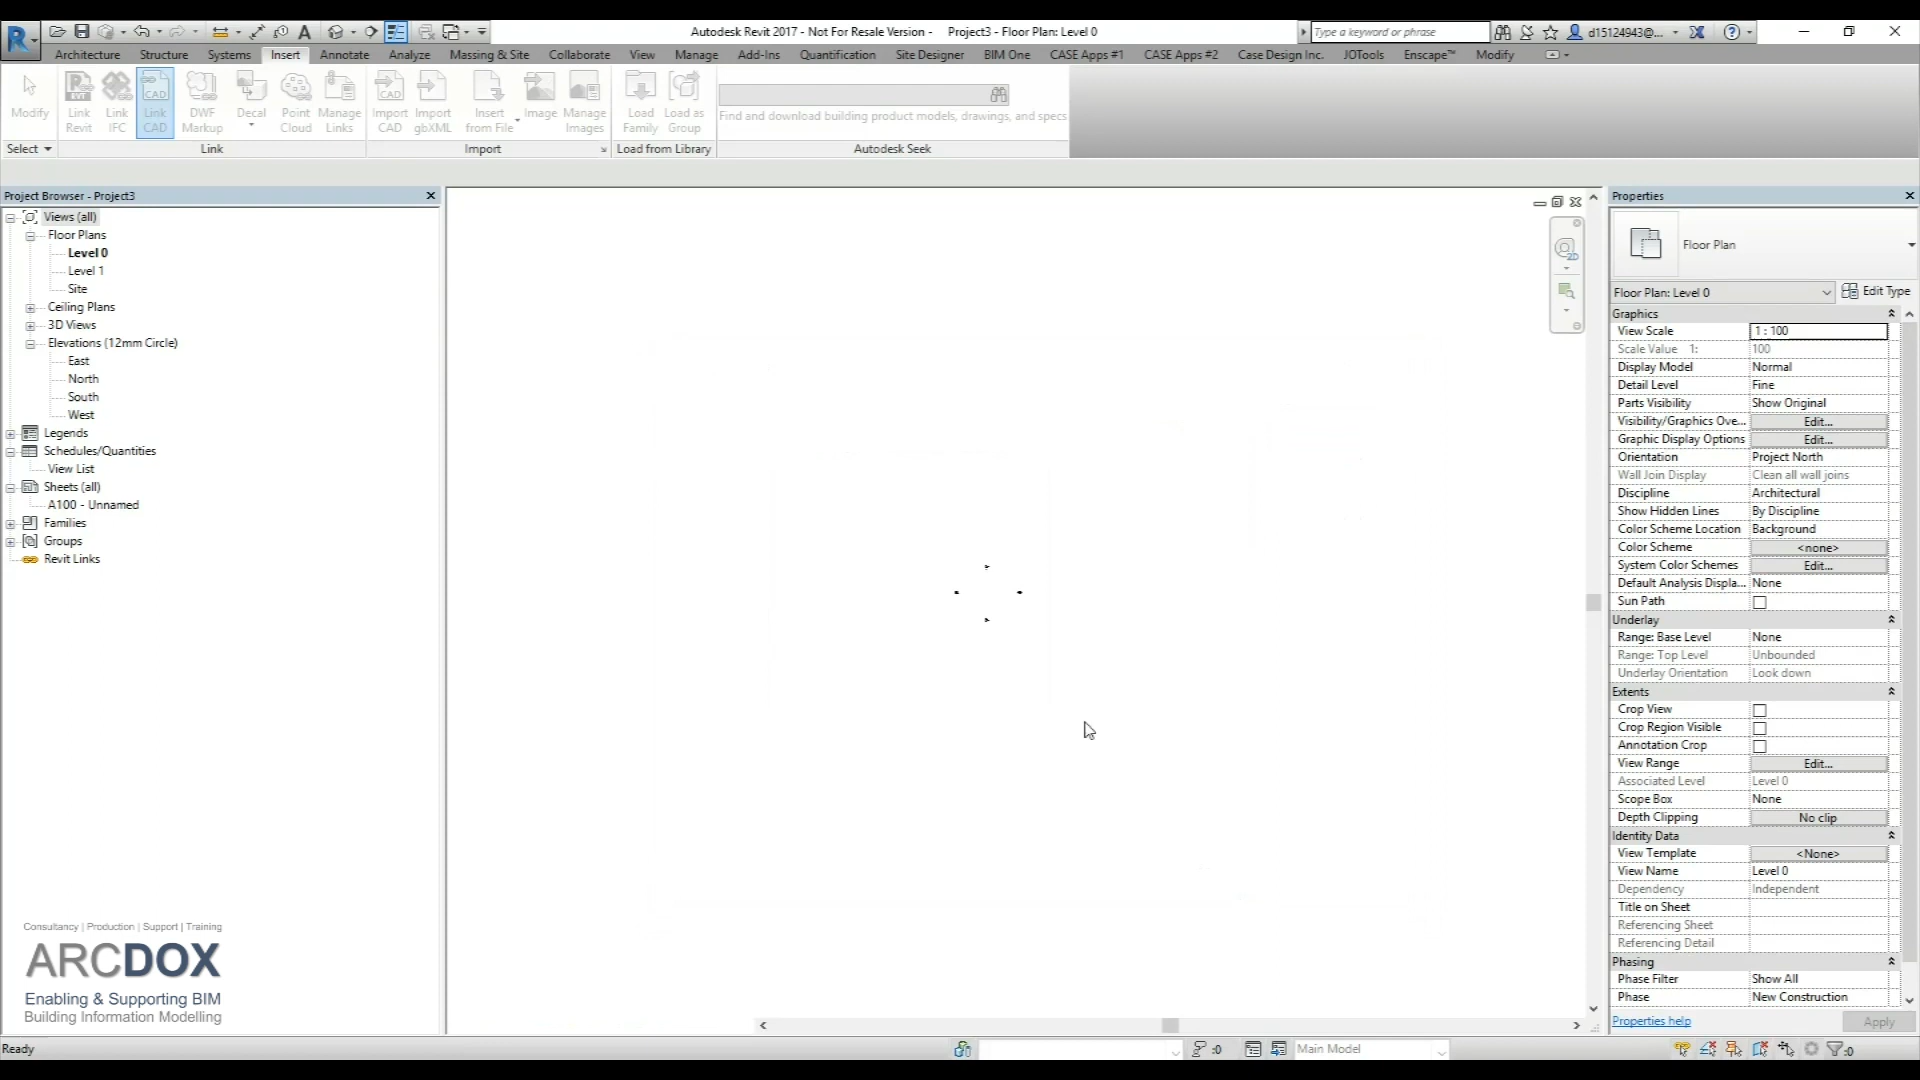 Autodesk Revit 2017 - Not For Resale Version - Project3 - Floor Plan: Level 0
Type a keyword or phrase
d15124943@...
Architecture Structure Systems Insert Annotate Analyze Massing & Site Collaborate View Manage Add-Ins Quantification Site Designer BIM One CASE Apps #1 CASE Apps #2 Case Design Inc. JOTools Enscape™ Modify
Modify
Link Revit
Link IFC
Link CAD
DWF Markup
Decal
Point Cloud
Manage Links
Import CAD
Import gbXML
Insert from File
Image
Manage Images
Load Family
Load as Group
Find and download building product models, drawings, and specs
Select
Link
Import
Load from Library
Autodesk Seek
Project Browser - Project3
Views (all)
Floor Plans
Level 0
Level 1
Site
Ceiling Plans
3D Views
Elevations (12mm Circle)
East
North
South
West
Legends
Schedules/Quantities
View List
Sheets (all)
A100 - Unnamed
Families
Groups
Revit Links
Consultancy | Production | Support | Training
ARCDOX
Enabling & Supporting BIM
Building Information Modelling
2D
Properties
Floor Plan
Floor Plan: Level 0
Edit Type
Graphics
View Scale 1 : 100
Scale Value 1: 100
Display Model Normal
Detail Level Fine
Parts Visibility Show Original
Visibility/Graphics Ove... Edit...
Graphic Display Options Edit...
Orientation Project North
Wall Join Display Clean all wall joins
Discipline Architectural
Show Hidden Lines By Discipline
Color Scheme Location Background
Color Scheme <none>
System Color Schemes Edit...
Default Analysis Displa... None
Sun Path
Underlay
Range: Base Level None
Range: Top Level Unbounded
Underlay Orientation Look down
Extents
Crop View
Crop Region Visible
Annotation Crop
View Range Edit...
Associated Level Level 0
Scope Box None
Depth Clipping No clip
Identity Data
View Template <None>
View Name Level 0
Dependency Independent
Title on Sheet
Referencing Sheet
Referencing Detail
Phasing
Phase Filter Show All
Phase New Construction
Properties help
Apply
Ready
:0
Main Model
:0